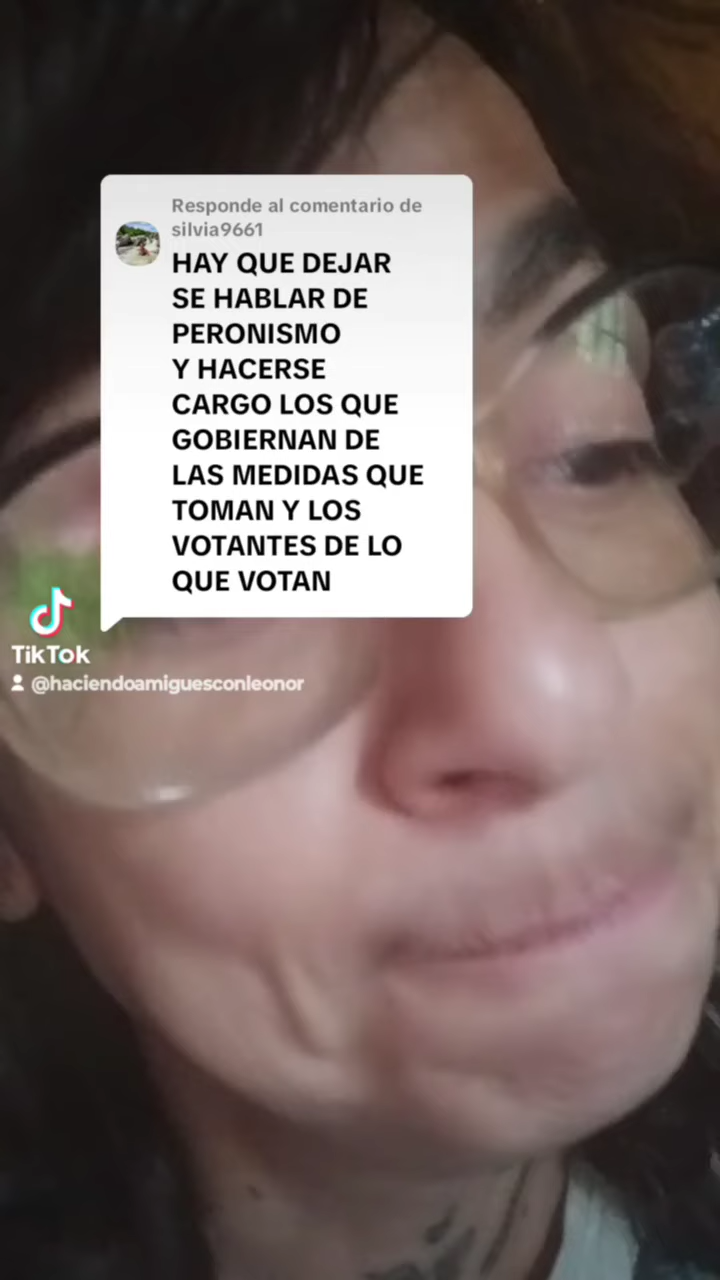 Responde al comentario de
silvia9661
HAY QUE DEJAR
SE HABLAR DE
PERONISMO
Y HACERSE
CARGO LOS QUE
GOBIERNAN DE
LAS MEDIDAS QUE
TOMAN Y LOS
VOTANTES DE LO
QUE VOTAN
TikTok
@haciendoamiguesconleonor